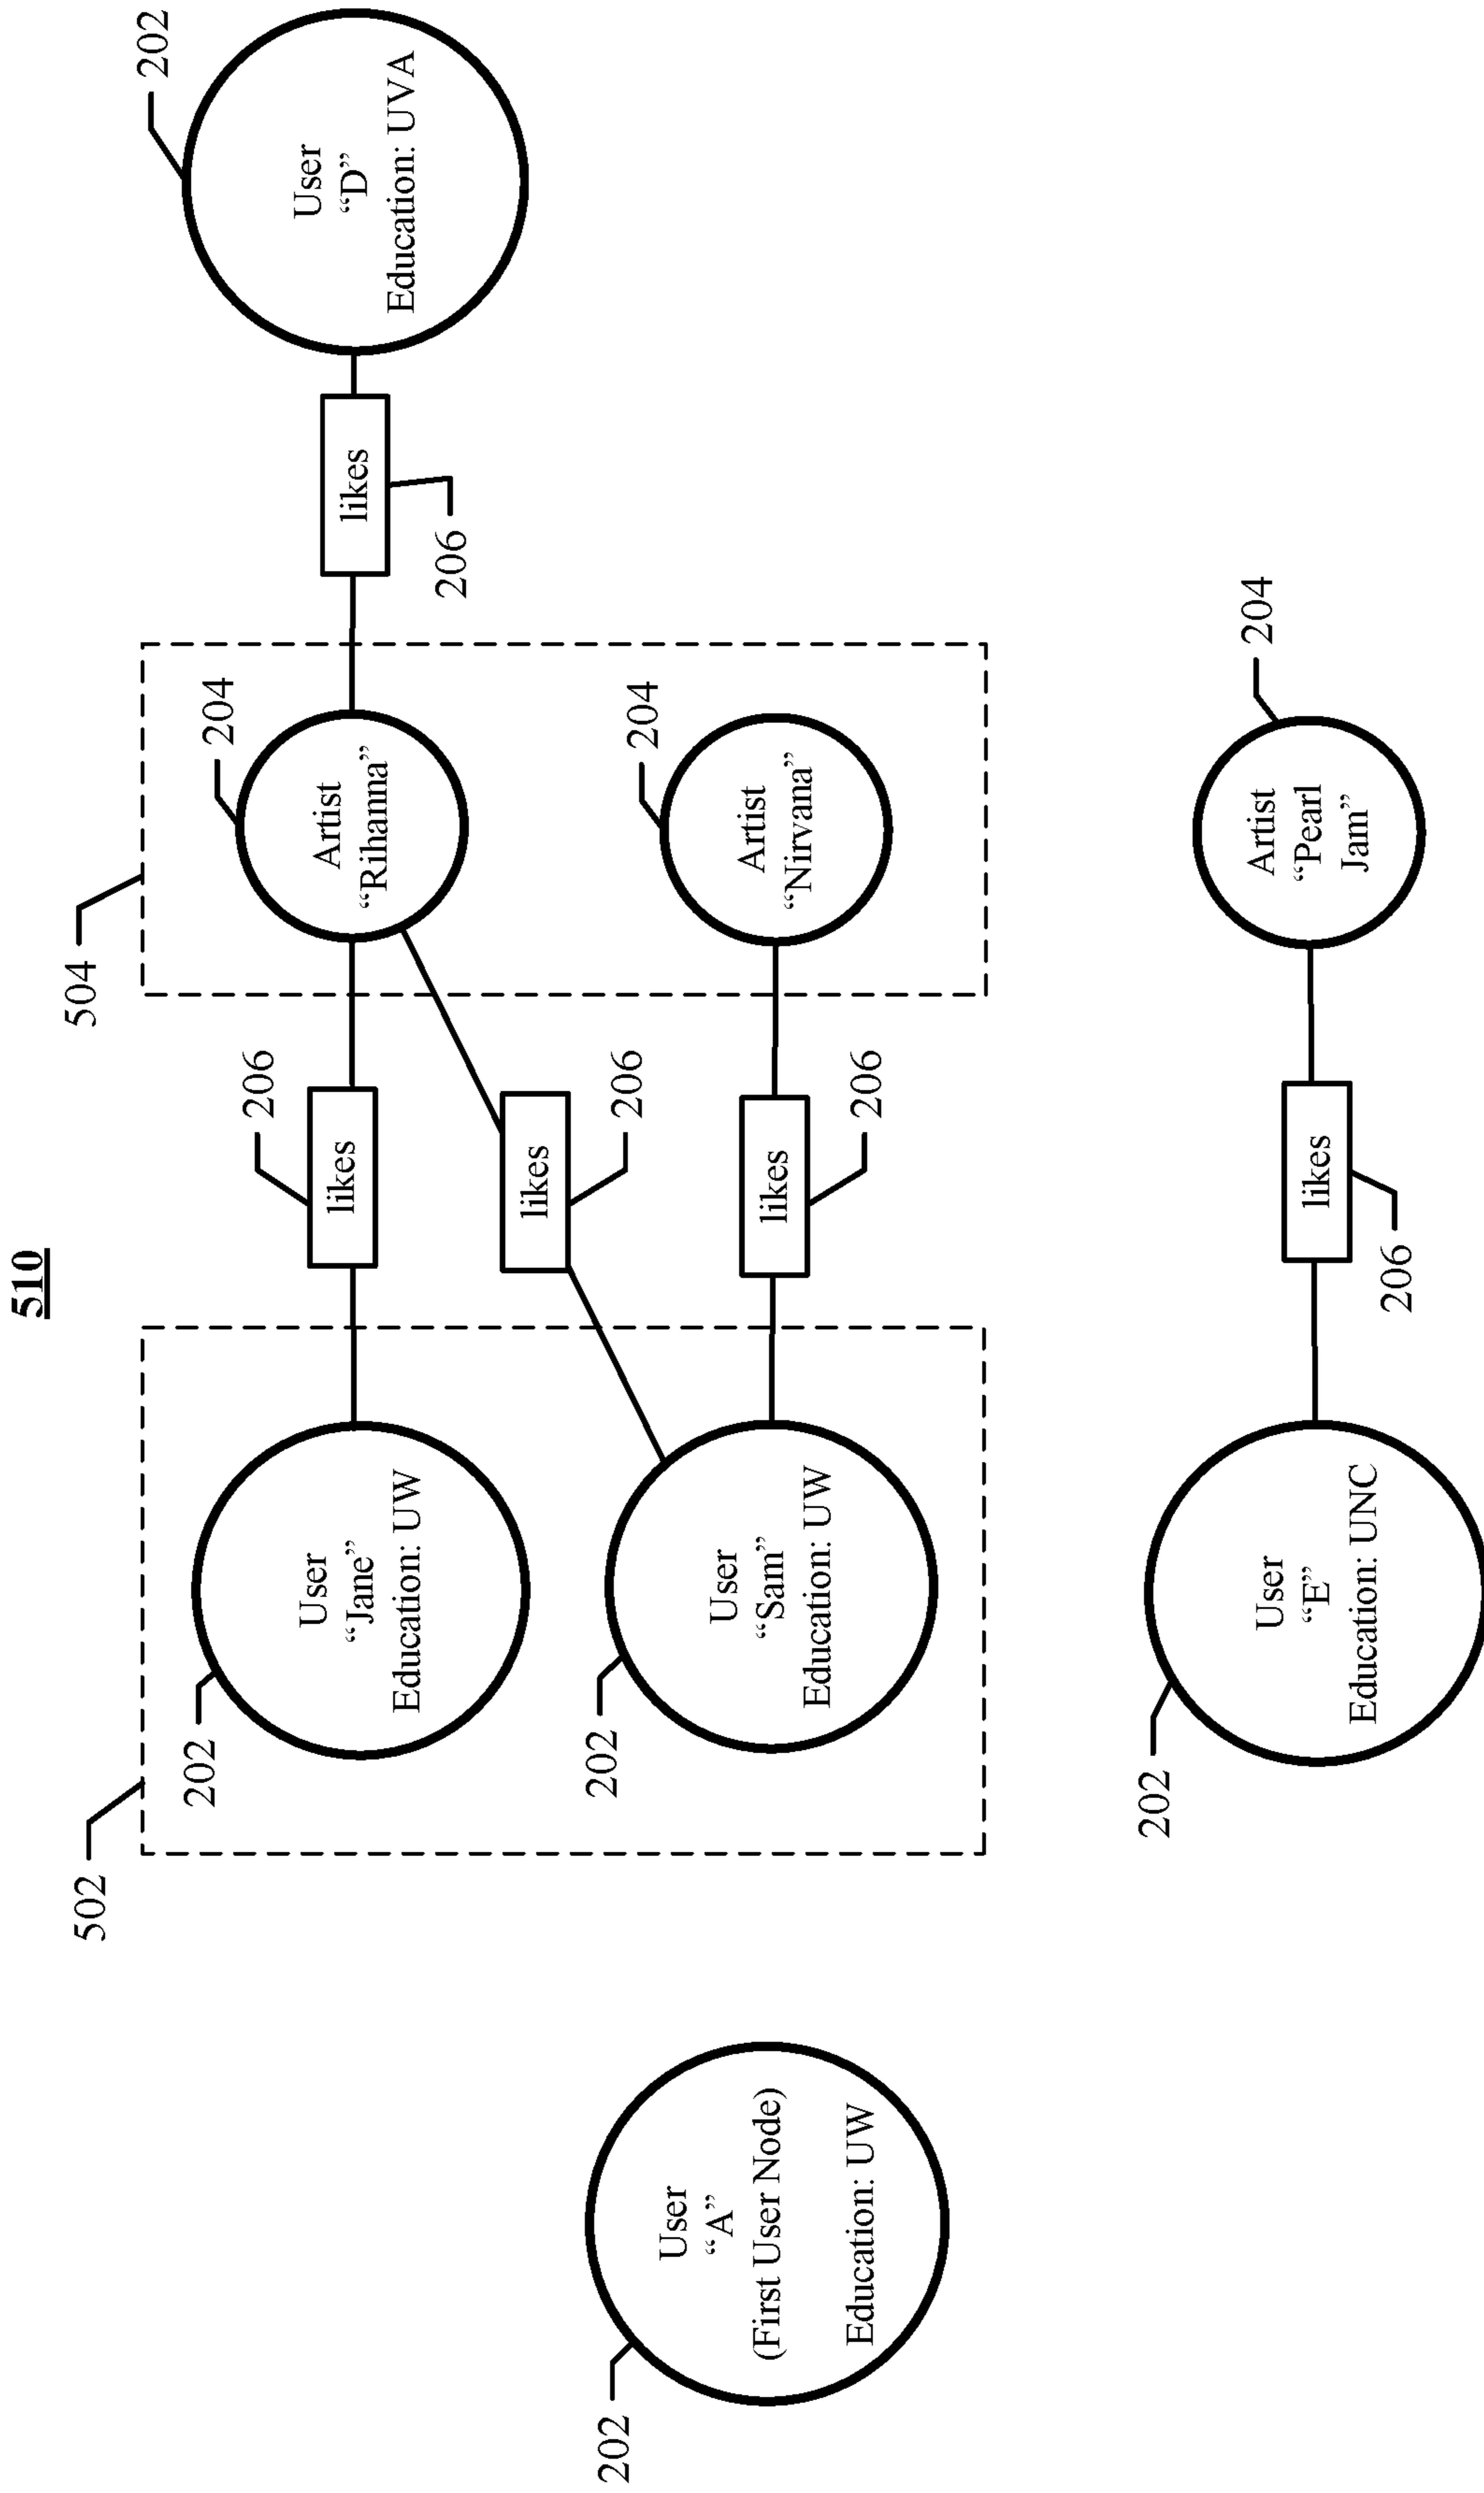 510
502
504
202
User
“Jane”
Education: UW
likes
206
204
Artist
“Rihanna”
likes
206
202
User
“D”
Education: UVA
likes
206
202
User
“A”
(First User Node)
Education: UW
202
User
“Sam”
Education: UW
likes
206
204
Artist
“Nirvana”
202
User
“E”
Education: UNC
likes
206
204
Artist
“Pearl
Jam”